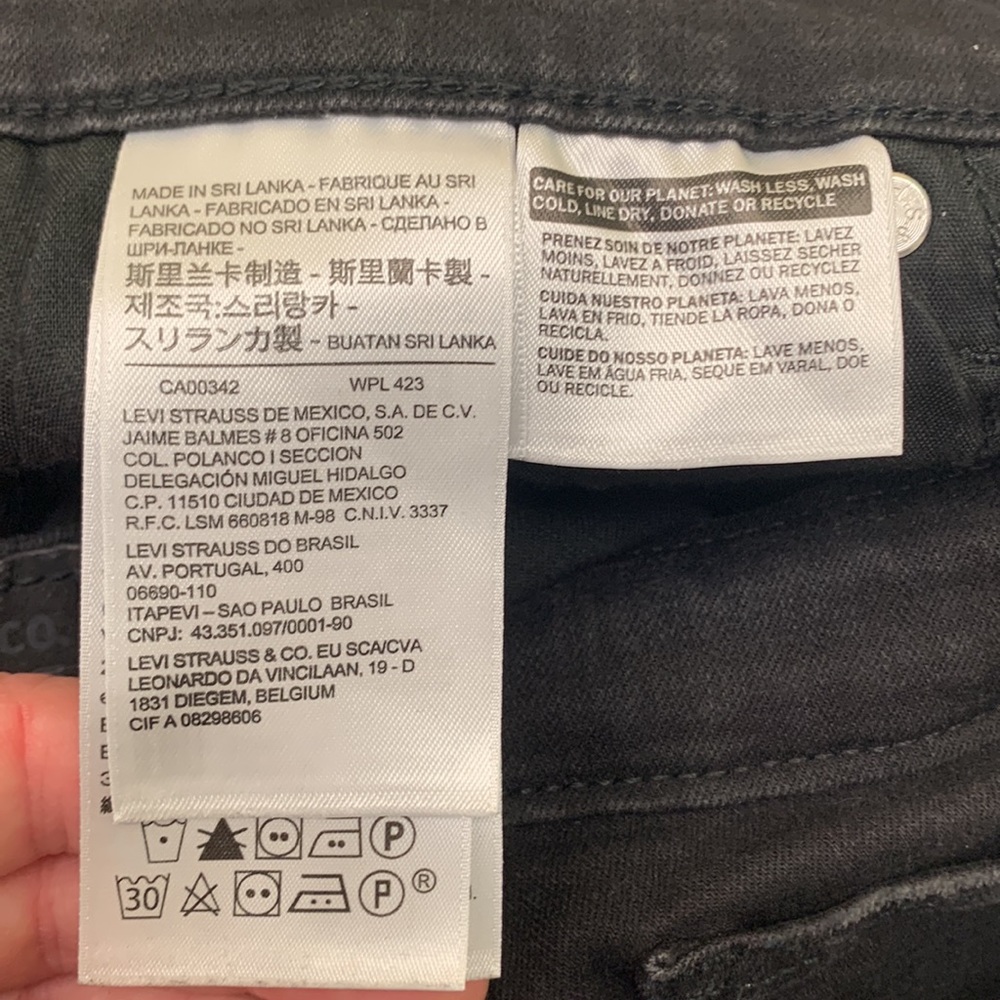 MADE IN SRI LANKA - FABRIQUE AU SRI
LANKA - FABRICADO EN SRI LANKA -
FABRICADO NO SRI LANKA - СДЕЛАНО В
ШРИ-ЛАНКЕ -
斯里兰卡制造 - 斯里蘭卡製 -
제조국:스리랑카 -
スリランカ製 - BUATAN SRI LANKA
CA00342 WPL 423
LEVI STRAUSS DE MEXICO, S.A. DE C.V.
JAIME BALMES # 8 OFICINA 502
COL. POLANCO I SECCION
DELEGACIÓN MIGUEL HIDALGO
C.P. 11510 CIUDAD DE MEXICO
R.F.C. LSM 660818 M-98 C.N.I.V. 3337
LEVI STRAUSS DO BRASIL
AV. PORTUGAL, 400
06690-110
ITAPEVI – SAO PAULO BRASIL
CNPJ: 43.351.097/0001-90
LEVI STRAUSS & CO. EU SCA/CVA
LEONARDO DA VINCILAAN, 19 - D
1831 DIEGEM, BELGIUM
CIF A 08298606
P
30 P ®
CARE FOR OUR PLANET: WASH LESS, WASH
COLD, LINE DRY, DONATE OR RECYCLE
PRENEZ SOIN DE NOTRE PLANETE: LAVEZ
MOINS, LAVEZ A FROID, LAISSEZ SECHER
NATURELLEMENT, DONNEZ OU RECYCLEZ
CUIDA NUESTRO PLANETA: LAVA MENOS,
LAVA EN FRIO, TIENDE LA ROPA, DONA O
RECICLA.
CUIDE DO NOSSO PLANETA: LAVE MENOS,
LAVE EM ÁGUA FRIA, SEQUE EM VARAL, DOE
OU RECICLE.
CO